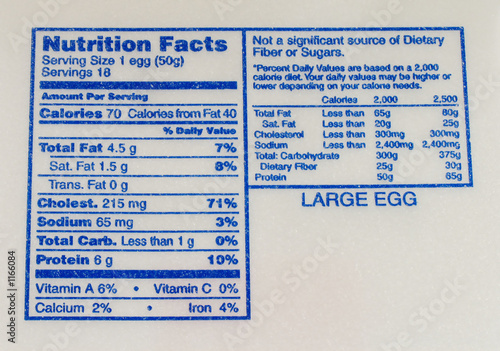 Nutrition Facts
Serving Size 1 egg (50g)
Servings 18
Amount Per Serving
Calories 70 Calories from Fat 40
% Daily Value
Total Fat 4.5 g 7%
Sat. Fat 1.5 g 8%
Trans. Fat 0 g
Cholest. 215 mg 71%
Sodium 65 mg 3%
Total Carb. Less than 1 g 0%
Protein 6 g 10%
Vitamin A 6% • Vitamin C 0%
Calcium 2% • Iron 4%
Not a significant source of Dietary
Fiber or Sugars.
*Percent Daily Values are based on a 2,000
calorie diet. Your daily values may be higher or
lower depending on your calorie needs.
Calories 2,000 2,500
Total Fat Less than 65g 80g
Sat. Fat Less than 20g 25g
Cholesterol Less than 300mg 300mg
Sodium Less than 2,400mg 2,400mg
Total: Carbohydrate 300g 375g
Dietary Fiber 25g 30g
Protein 50g 65g
LARGE EGG
Adobe Stock | #1166084